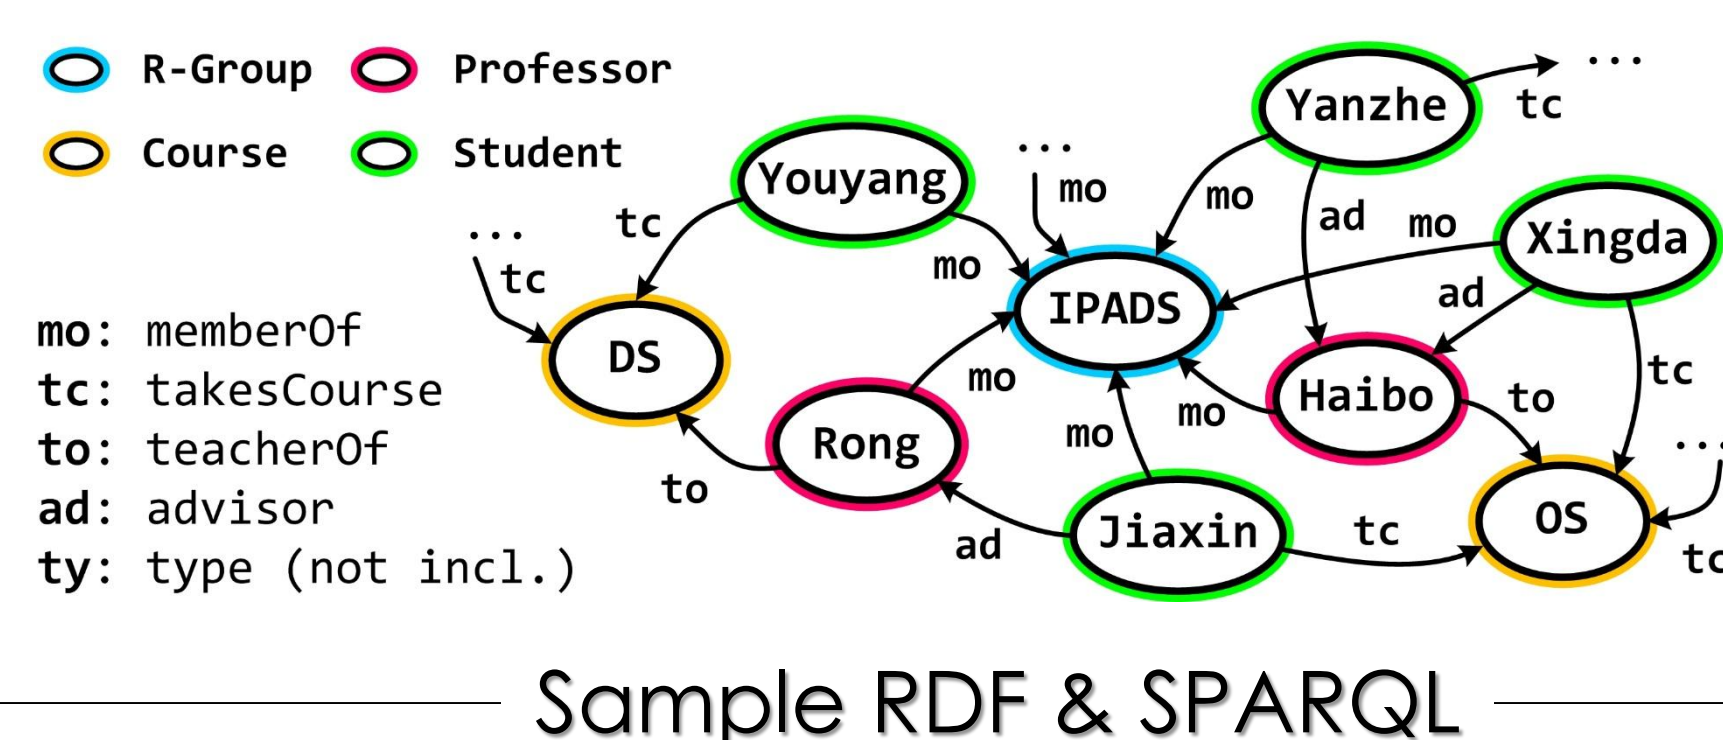 R-Group
Professor
Course
Student
mo: memberOf
tc: takesCourse
to: teacherOf
ad: advisor
ty: type (not incl.)
Yanzhe
...
tc
Youyang
...
mo
mo
ad
mo
Xingda
tc
...
tc
mo
IPADS
ad
DS
mo
Haibo
to
tc
Rong
mo
mo
to
...
Jiaxin
ad
tc
OS
tc
Sample RDF & SPARQL